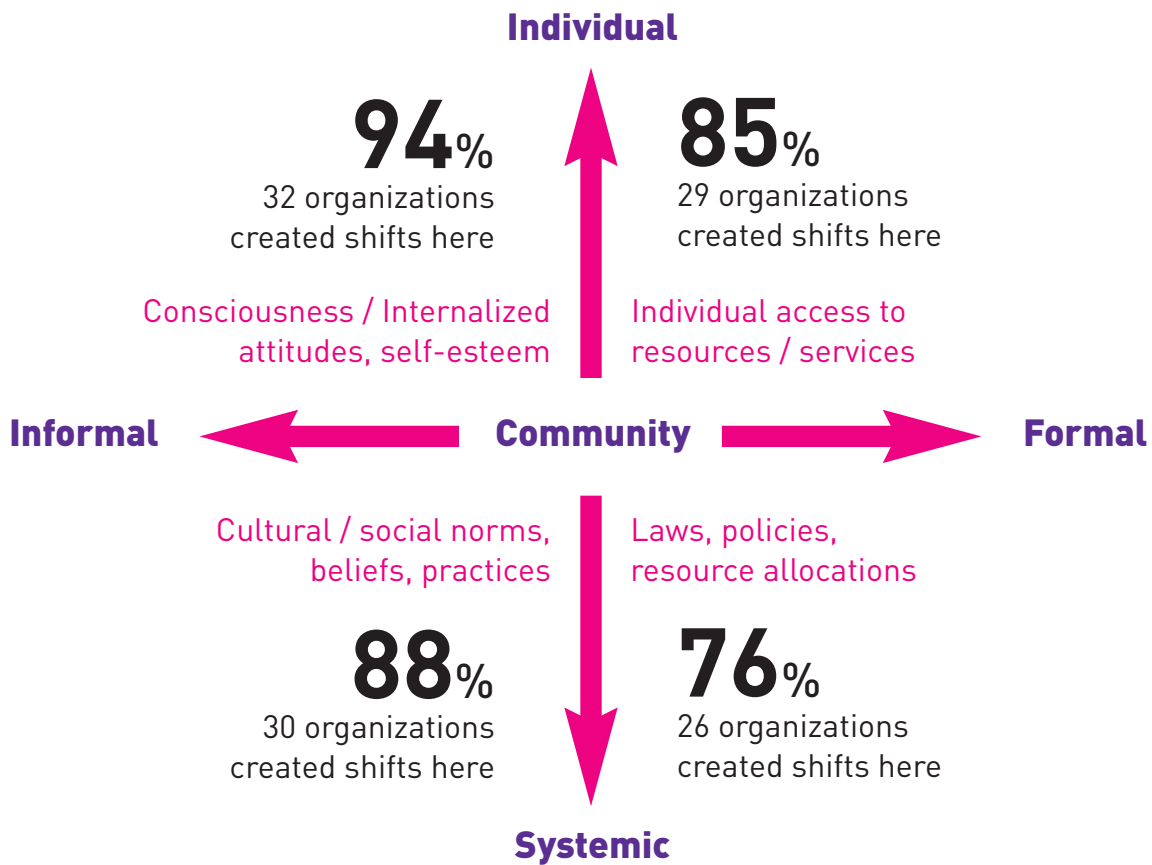 Individual
94%
32 organizations
created shifts here
85%
29 organizations
created shifts here
Consciousness / Internalized
attitudes, self-esteem
Individual access to
resources / services
Informal
Community
Formal
Cultural / social norms,
beliefs, practices
Laws, policies,
resource allocations
88%
30 organizations
created shifts here
76%
26 organizations
created shifts here
Systemic